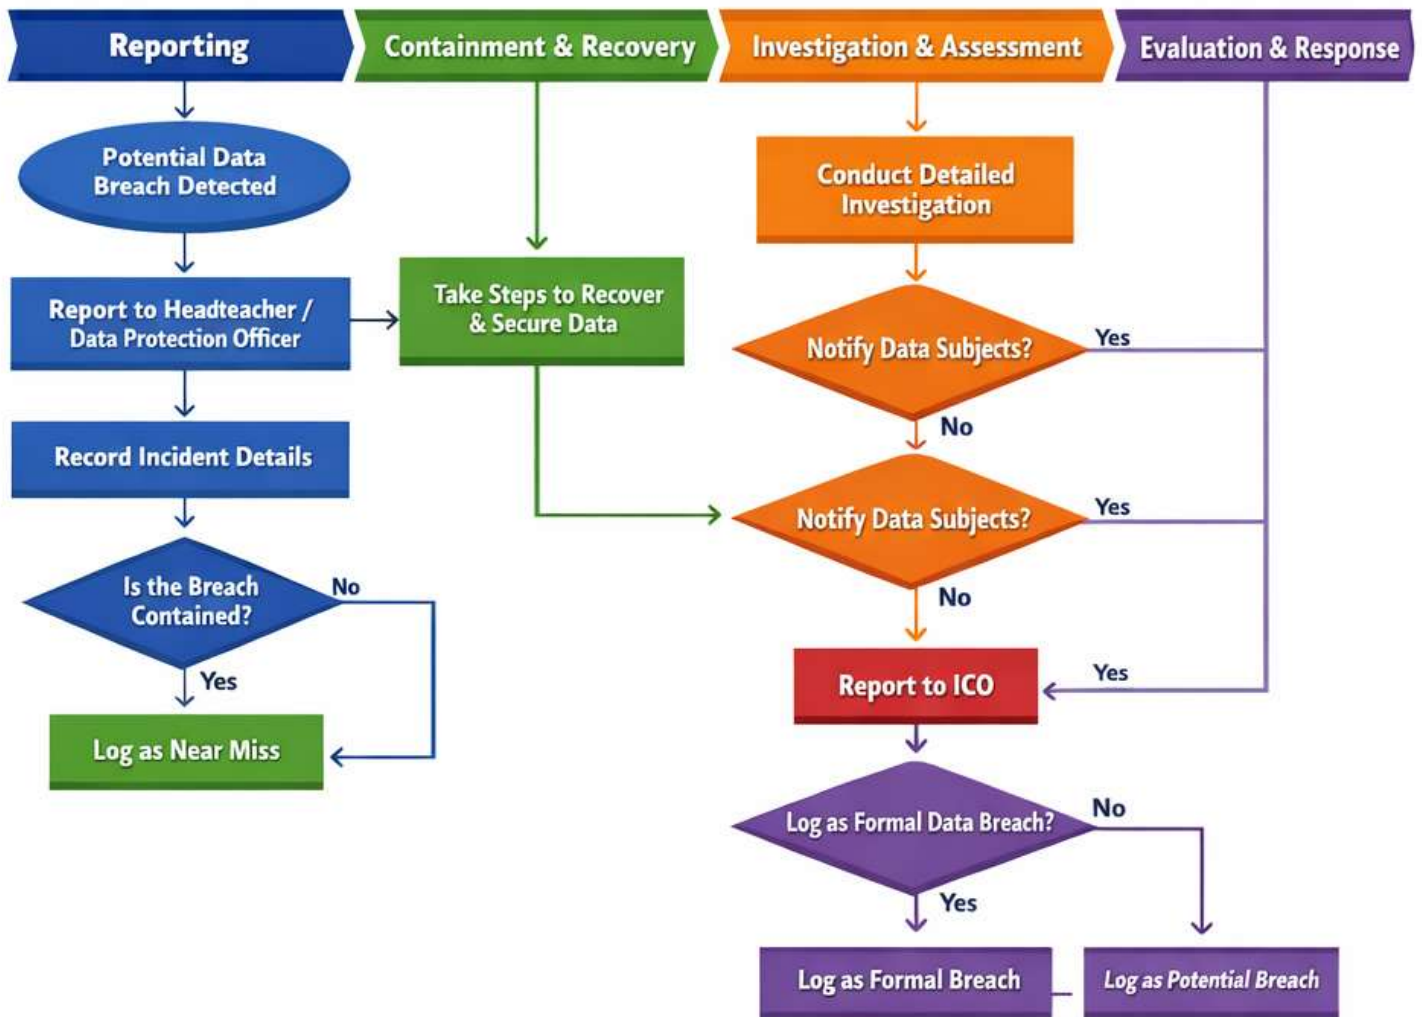 Reporting
Containment & Recovery
Investigation & Assessment
Evaluation & Response
Potential Data
Breach Detected
Report to Headteacher /
Data Protection Officer
Record Incident Details
Is the Breach
Contained?
No
Yes
Log as Near Miss
Take Steps to Recover
& Secure Data
Conduct Detailed
Investigation
Notify Data Subjects?
Yes
No
Notify Data Subjects?
Yes
No
Report to ICO
Yes
Log as Formal Data Breach?
No
Yes
Log as Formal Breach
Log as Potential Breach